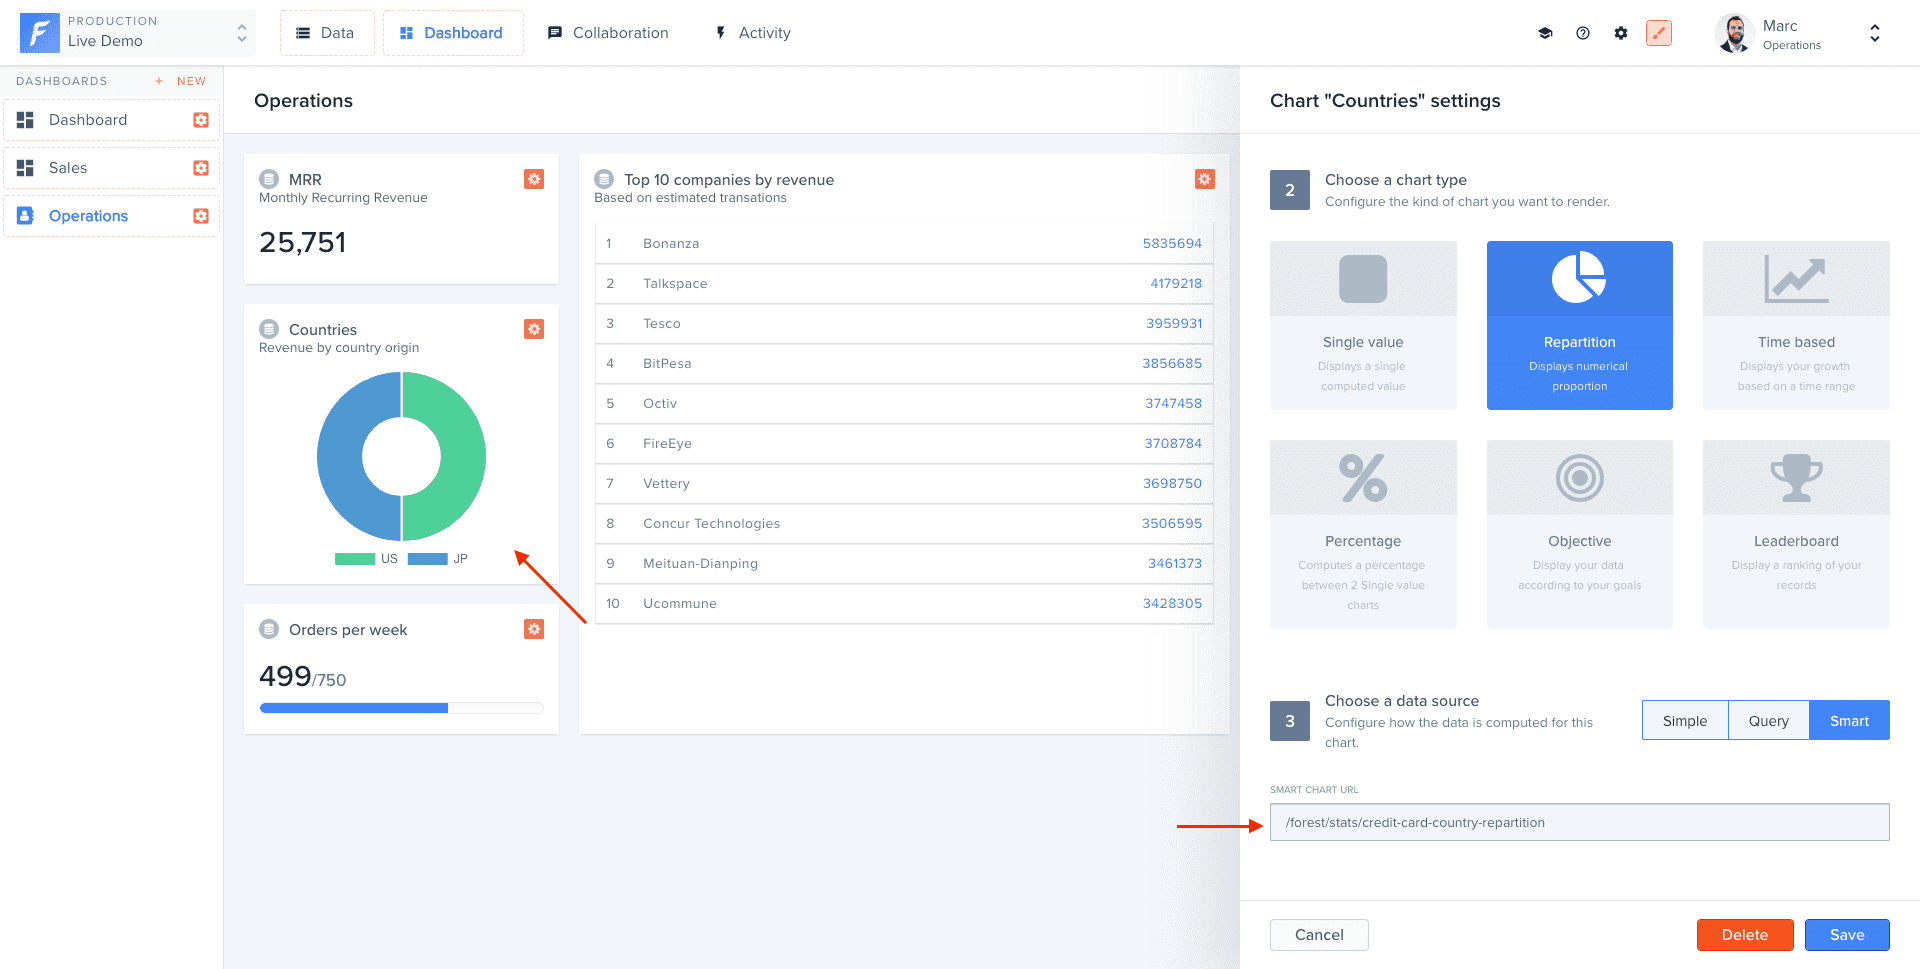 PRODUCTION
Live Demo
Data
Dashboard
Collaboration
Activity
Marc
Operations
DASHBOARDS
+ NEW
Dashboard
Sales
Operations
Operations
MRR
Monthly Recurring Revenue
25,751
Countries
Revenue by country origin
US
JP
Orders per week
499/750
Top 10 companies by revenue
Based on estimated transations
1 Bonanza 5835694
2 Talkspace 4179218
3 Tesco 3959931
4 BitPesa 3856685
5 Octiv 3747458
6 FireEye 3708784
7 Vettery 3698750
8 Concur Technologies 3506595
9 Meituan-Dianping 3461373
10 Ucommune 3428305
Chart "Countries" settings
2
Choose a chart type
Configure the kind of chart you want to render.
Single value
Displays a single
computed value
Repartition
Displays numerical
proportion
Time based
Displays your growth
based on a time range
Percentage
Computes a percentage
between 2 Single value
charts
Objective
Display your data
according to your goals
Leaderboard
Display a ranking of your
records
3
Choose a data source
Configure how the data is computed for this
chart.
Simple
Query
Smart
SMART CHART URL
/forest/stats/credit-card-country-repartition
Cancel
Delete
Save